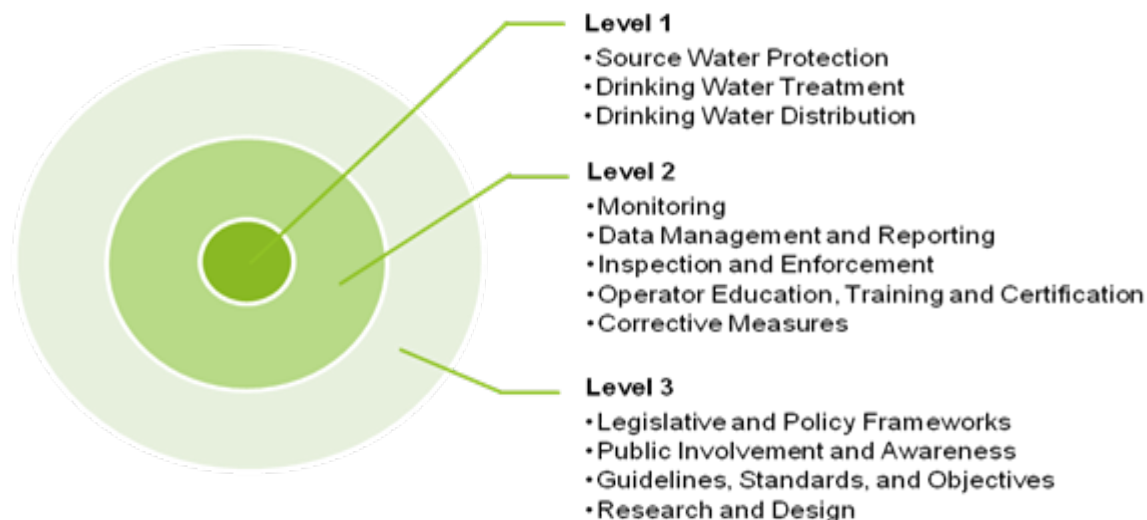 Level 1
•Source Water Protection
•Drinking Water Treatment
•Drinking Water Distribution
Level 2
•Monitoring
•Data Management and Reporting
•Inspection and Enforcement
•Operator Education, Training and Certification
•Corrective Measures
Level 3
•Legislative and Policy Frameworks
•Public Involvement and Awareness
•Guidelines, Standards, and Objectives
•Research and Design